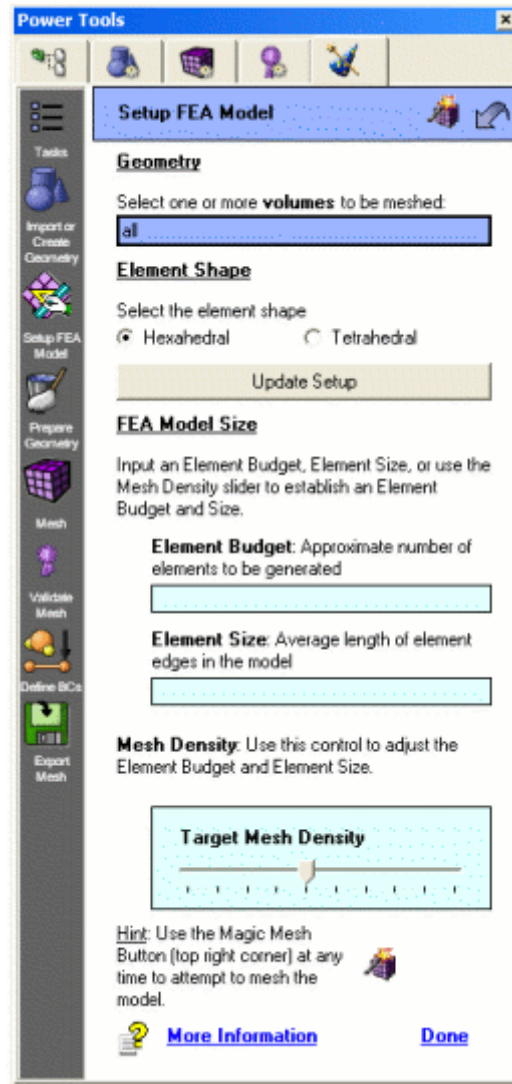 Power Tools
Setup FEA Model
Tasks
Import or
Create
Geometry
Setup FEA
Model
Prepare
Geometry
Mesh
Validate
Mesh
Define BCs
Export
Mesh
Geometry
Select one or more volumes to be meshed:
all
Element Shape
Select the element shape
Hexahedral
Tetrahedral
Update Setup
FEA Model Size
Input an Element Budget, Element Size, or use the
Mesh Density slider to establish an Element
Budget and Size.
Element Budget: Approximate number of
elements to be generated
Element Size: Average length of element
edges in the model
Mesh Density: Use this control to adjust the
Element Budget and Element Size.
Target Mesh Density
Hint: Use the Magic Mesh
Button (top right corner) at any
time to attempt to mesh the
model.
More Information
Done